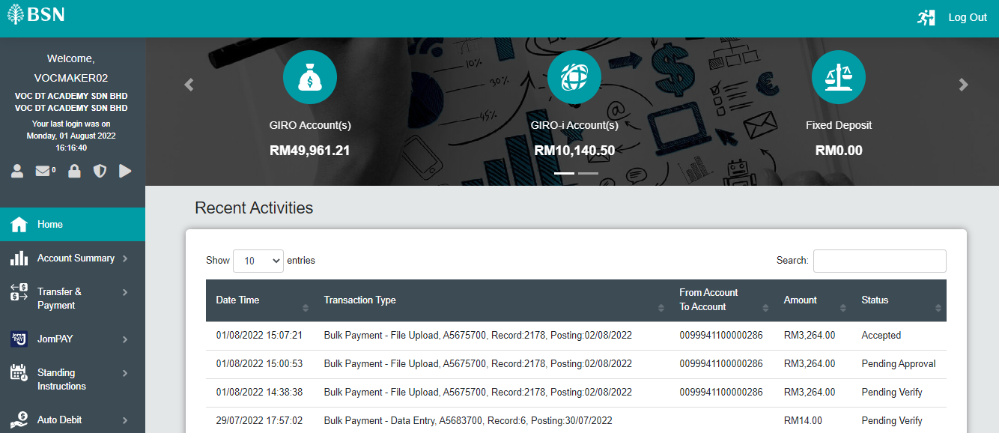 BSN
Log Out
Welcome,
VOCMAKER02
VOC DT ACADEMY SDN BHD
VOC DT ACADEMY SDN BHD
Your last login was on
Monday, 01 August 2022
16:16:40
0
Home
Account Summary
Transfer &
Payment
JomPAY
Standing
Instructions
Auto Debit
10%
30%
45%
GIRO Account(s)
RM49,961.21
GIRO-i Account(s)
RM10,140.50
Fixed Deposit
RM0.00
Recent Activities
Show 10 entries
Search:
Date Time Transaction Type From Account To Account Amount Status
01/08/2022 15:07:21 Bulk Payment - File Upload, A5675700, Record:2178, Posting:02/08/2022 0099941100000286 RM3,264.00 Accepted
01/08/2022 15:00:53 Bulk Payment - File Upload, A5675700, Record:2178, Posting:02/08/2022 0099941100000286 RM3,264.00 Pending Approval
01/08/2022 14:38:38 Bulk Payment - File Upload, A5675700, Record:2178, Posting:02/08/2022 0099941100000286 RM3,264.00 Pending Verify
29/07/2022 17:57:02 Bulk Payment - Data Entry, A5683700, Record:6, Posting:30/07/2022 RM14.00 Pending Verify